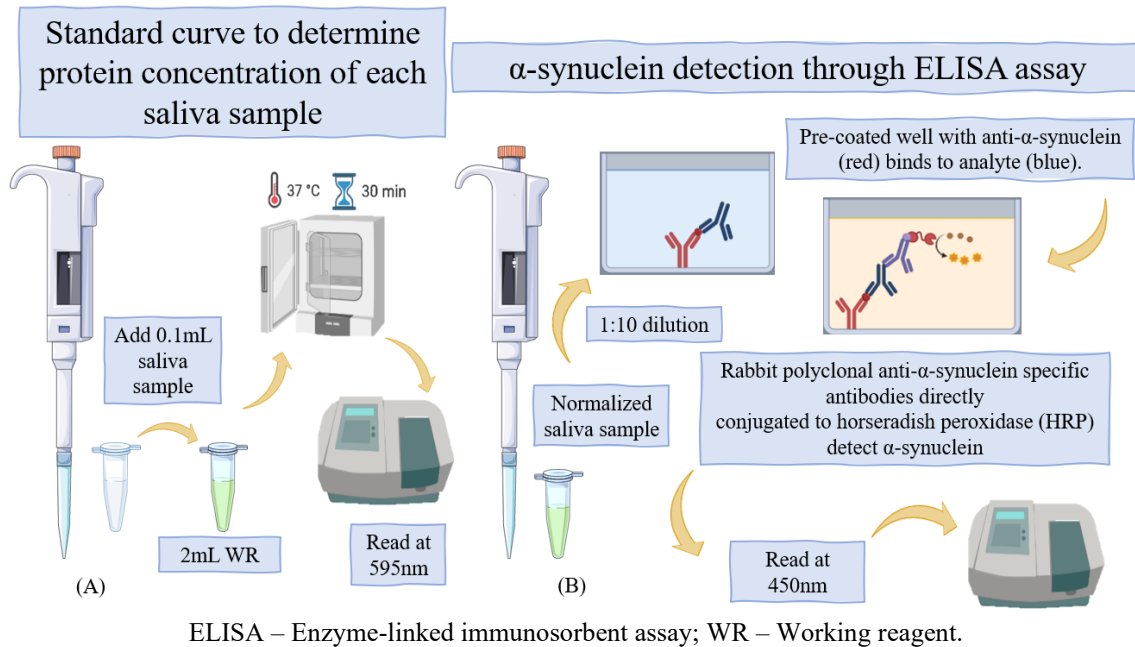 Standard curve to determine
protein concentration of each
saliva sample
37 °C
30 min
Add 0.1mL
saliva
sample
2mL WR
Read at
595nm
(A)
α-synuclein detection through ELISA assay
Pre-coated well with anti-α-synuclein
(red) binds to analyte (blue).
1:10 dilution
Normalized
saliva sample
Rabbit polyclonal anti-α-synuclein specific
antibodies directly
conjugated to horseradish peroxidase (HRP)
detect α-synuclein
Read at
450nm
(B)
ELISA – Enzyme-linked immunosorbent assay; WR – Working reagent.